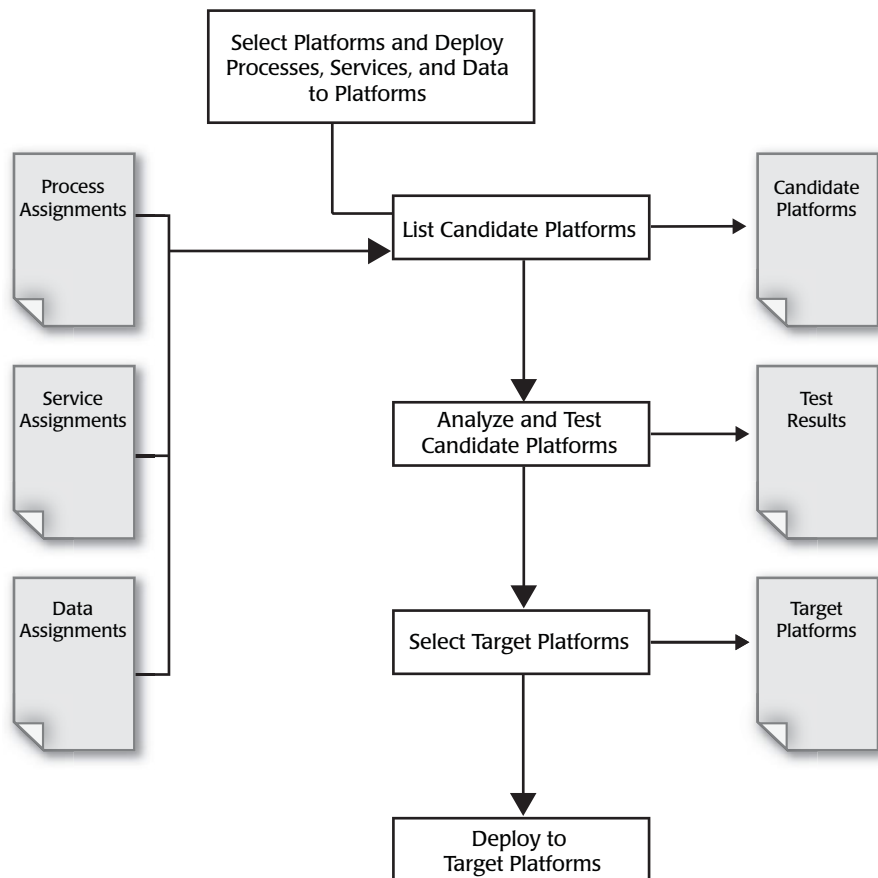 Select Platforms and Deploy
Processes, Services, and Data
to Platforms
Process
Assignments
List Candidate Platforms
Candidate
Platforms
Service
Assignments
Analyze and Test
Candidate Platforms
Test
Results
Data
Assignments
Select Target Platforms
Target
Platforms
Deploy to
Target Platforms